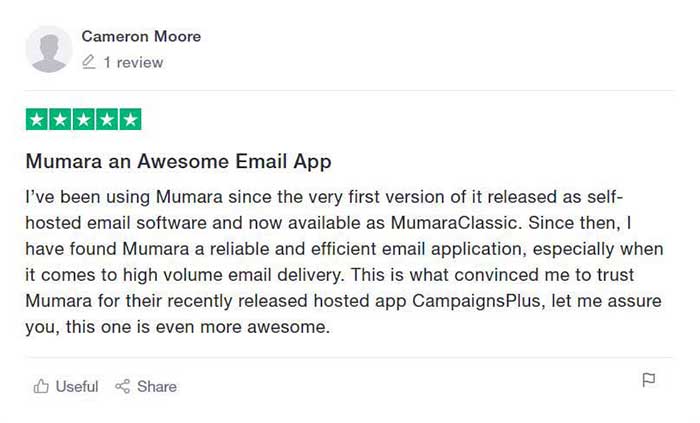 Cameron Moore
1 review
Mumara an Awesome Email App
I’ve been using Mumara since the very first version of it released as self-
hosted email software and now available as MumaraClassic. Since then, I
have found Mumara a reliable and efficient email application, especially when
it comes to high volume email delivery. This is what convinced me to trust
Mumara for their recently released hosted app CampaignsPlus, let me assure
you, this one is even more awesome.
Useful Share